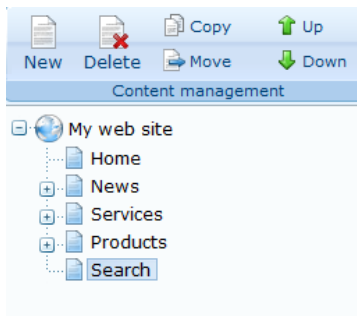 Copy Up
New Delete Move Down
Content management
My web site
Home
News
Services
Products
Search